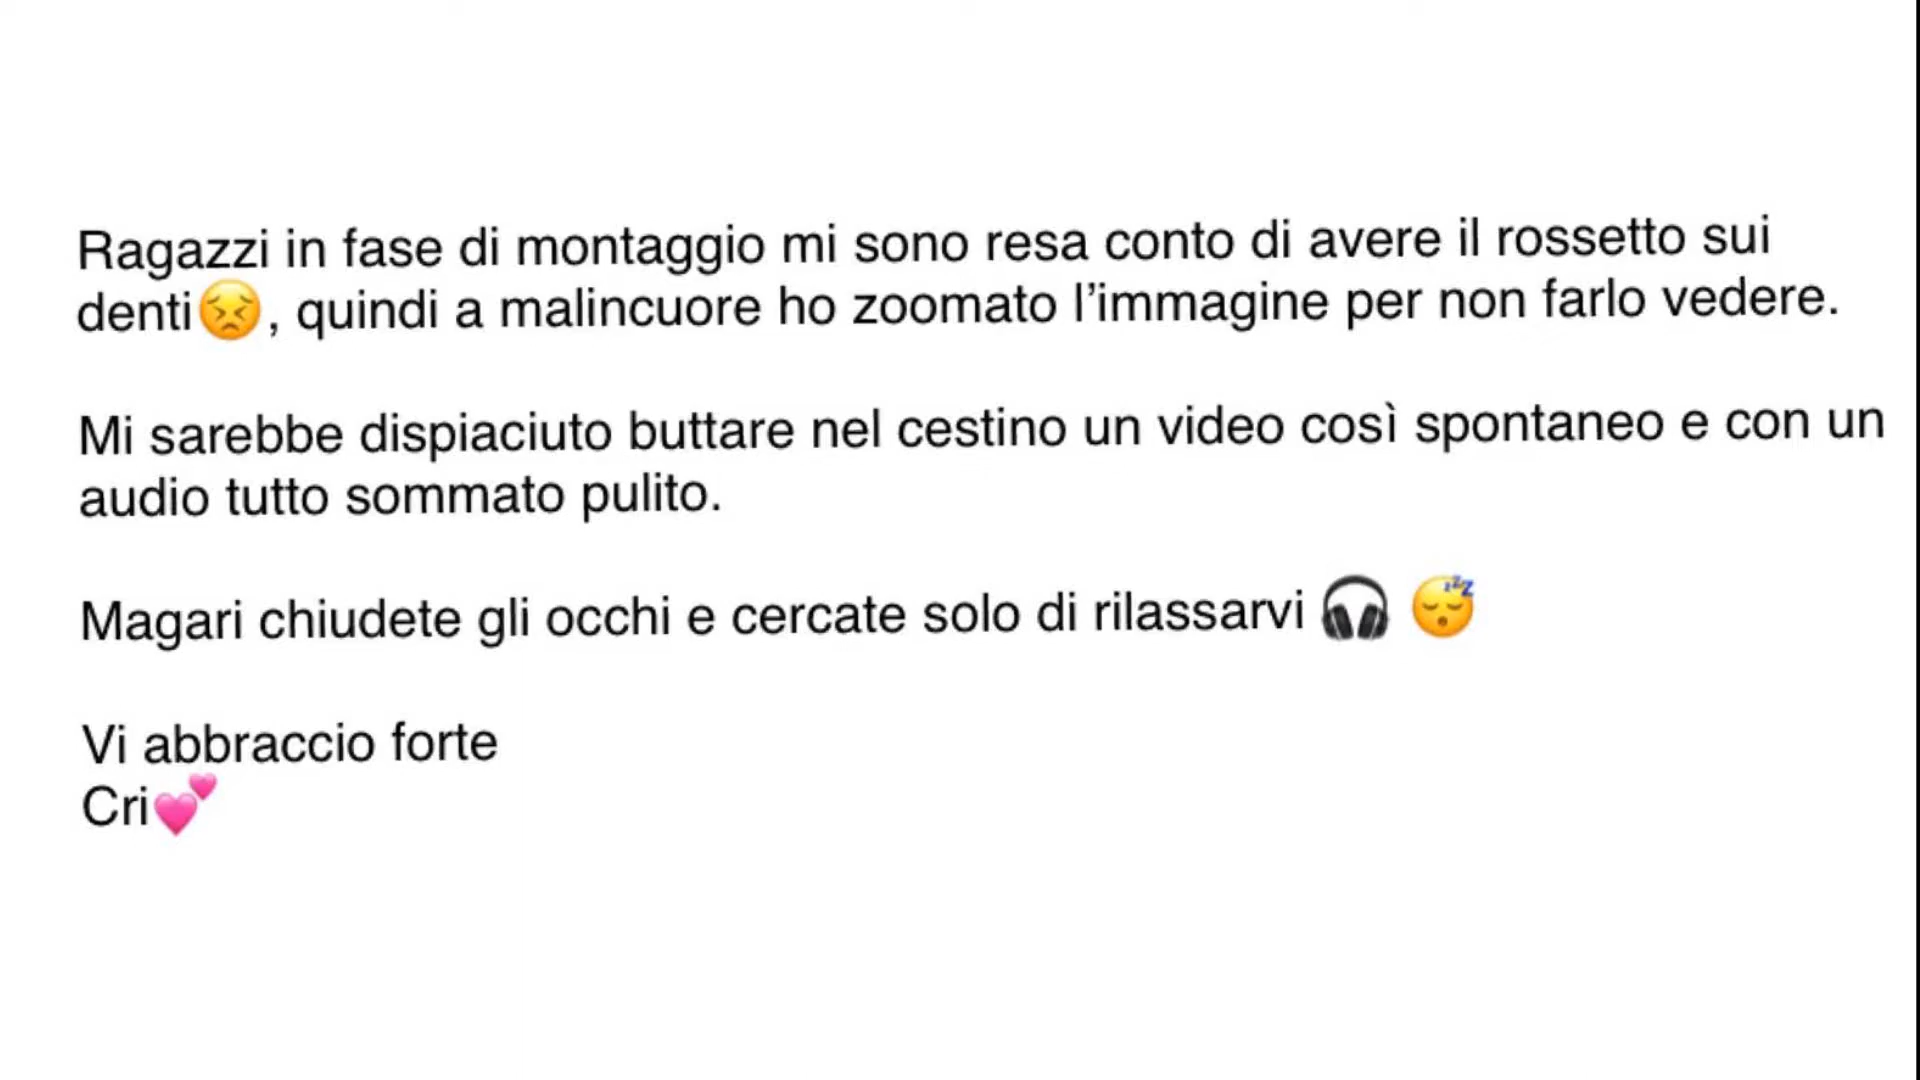 Ragazzi in fase di montaggio mi sono resa conto di avere il rossetto sui
denti😣, quindi a malincuore ho zoomato l’immagine per non farlo vedere.
Mi sarebbe dispiaciuto buttare nel cestino un video così spontaneo e con un
audio tutto sommato pulito.
Magari chiudete gli occhi e cercate solo di rilassarvi 🎧 😴
Vi abbraccio forte
Cri💕